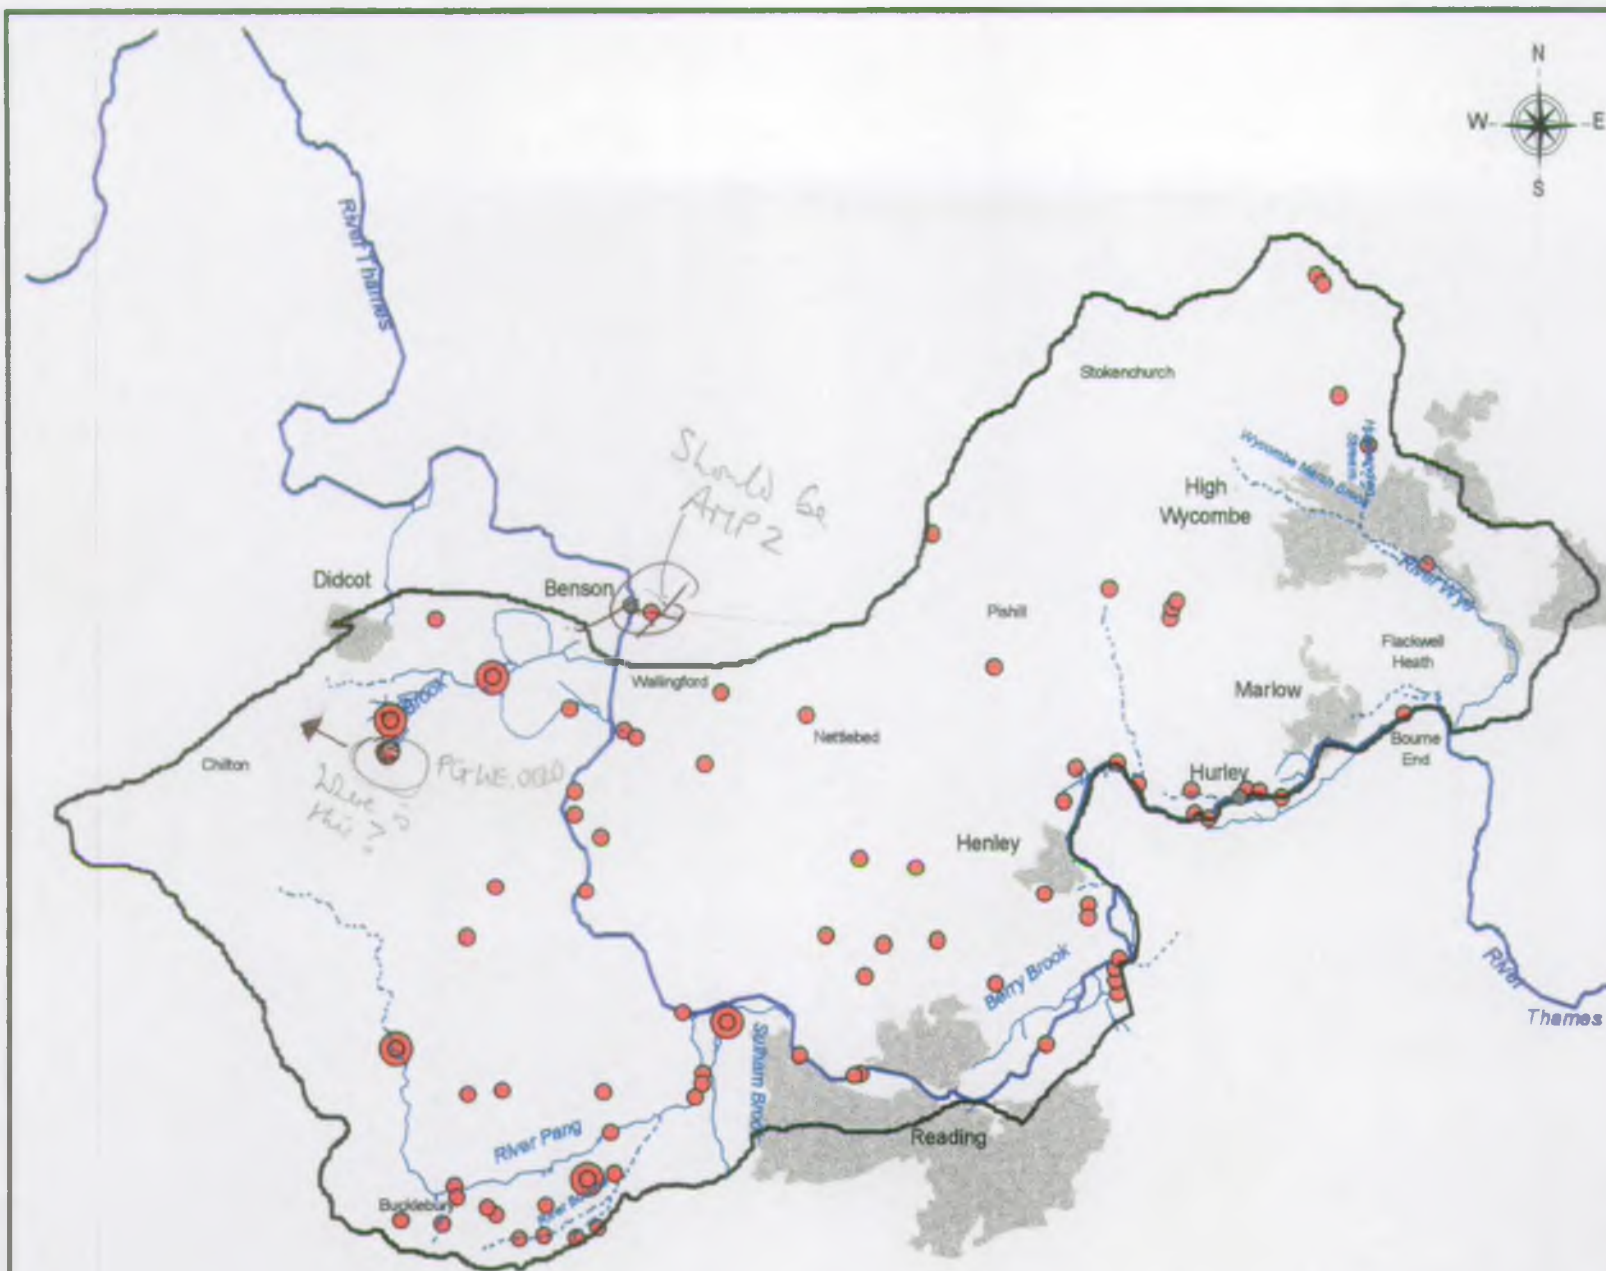 N
W
E
S
River Thames
Stokenchurch
Wycombe Marsh Brook
High
Wycombe
Should be
AMP2
Didcot
Benson
River Wye
Pishill
Flackwell
Heath
Wallingford
Marlow
Brook
Nettlebed
Bourne
End
Chilton
Hurley
Where is
this?
Henley
Berry Brook
River
Thames
Sulham Brook
River Pang
Reading
Bucklebury